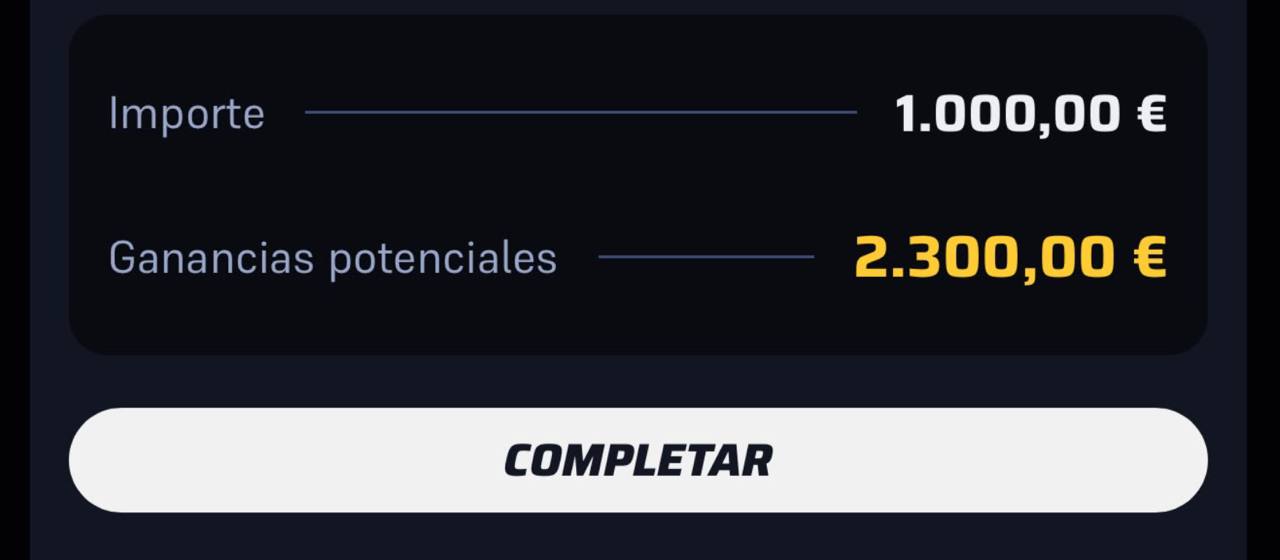 Importe 1.000,00 €
Ganancias potenciales 2.300,00 €
COMPLETAR